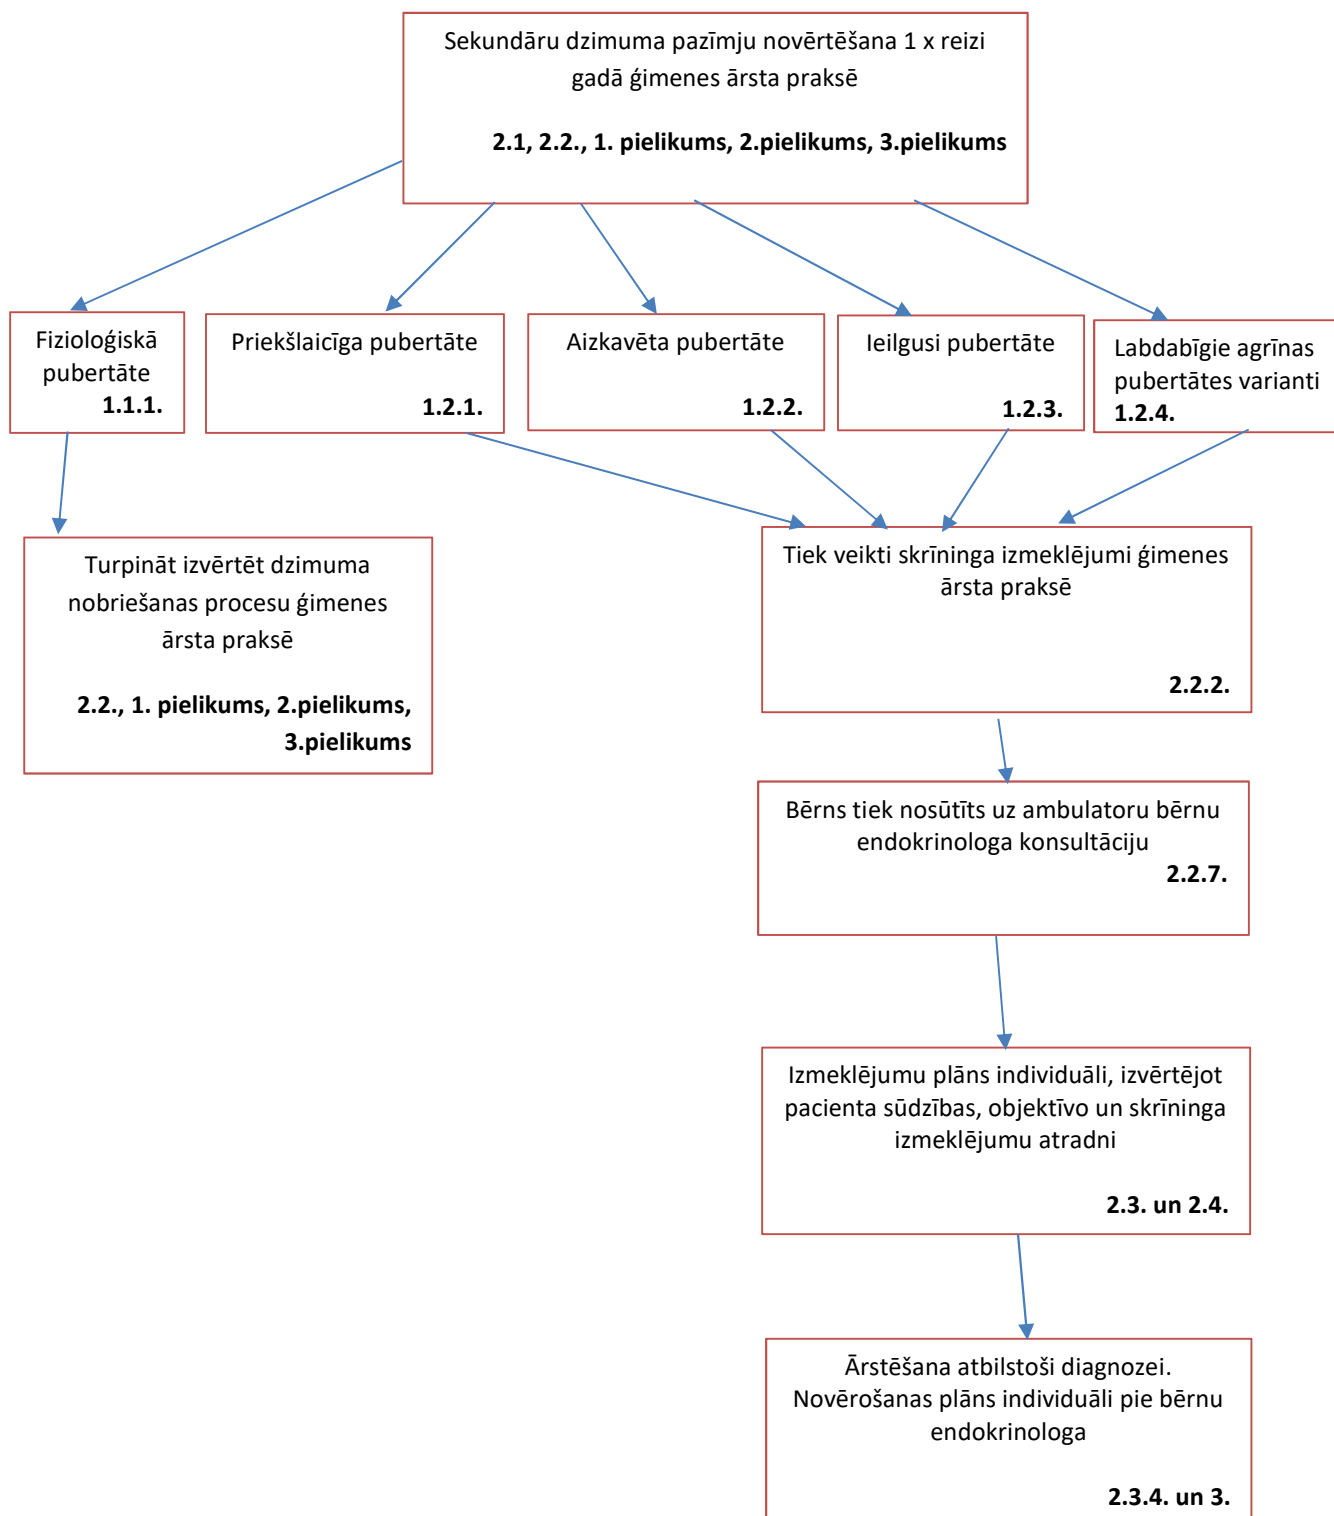 Sekundāru dzimuma pazīmju novērtēšana 1 x reizi
gadā ģimenes ārsta praksē
2.1, 2.2., 1. pielikums, 2.pielikums, 3.pielikums
Fizioloģiskā
pubertāte
1.1.1.
Priekšlaicīga pubertāte
1.2.1.
Aizkavēta pubertāte
1.2.2.
Ieilgusi pubertāte
1.2.3.
Labdabīgie agrīnas
pubertātes varianti
1.2.4.
Turpināt izvērtēt dzimuma
nobriešanas procesu ģimenes
ārsta praksē
2.2., 1. pielikums, 2.pielikums,
3.pielikums
Tiek veikti skrīninga izmeklējumi ģimenes
ārsta praksē
2.2.2.
Bērns tiek nosūtīts uz ambulatoru bērnu
endokrinologa konsultāciju
2.2.7.
Izmeklējumu plāns individuāli, izvērtējot
pacienta sūdzības, objektīvo un skrīninga
izmeklējumu atradni
2.3. un 2.4.
Ārstēšana atbilstoši diagnozei.
Novērošanas plāns individuāli pie bērnu
endokrinologa
2.3.4. un 3.